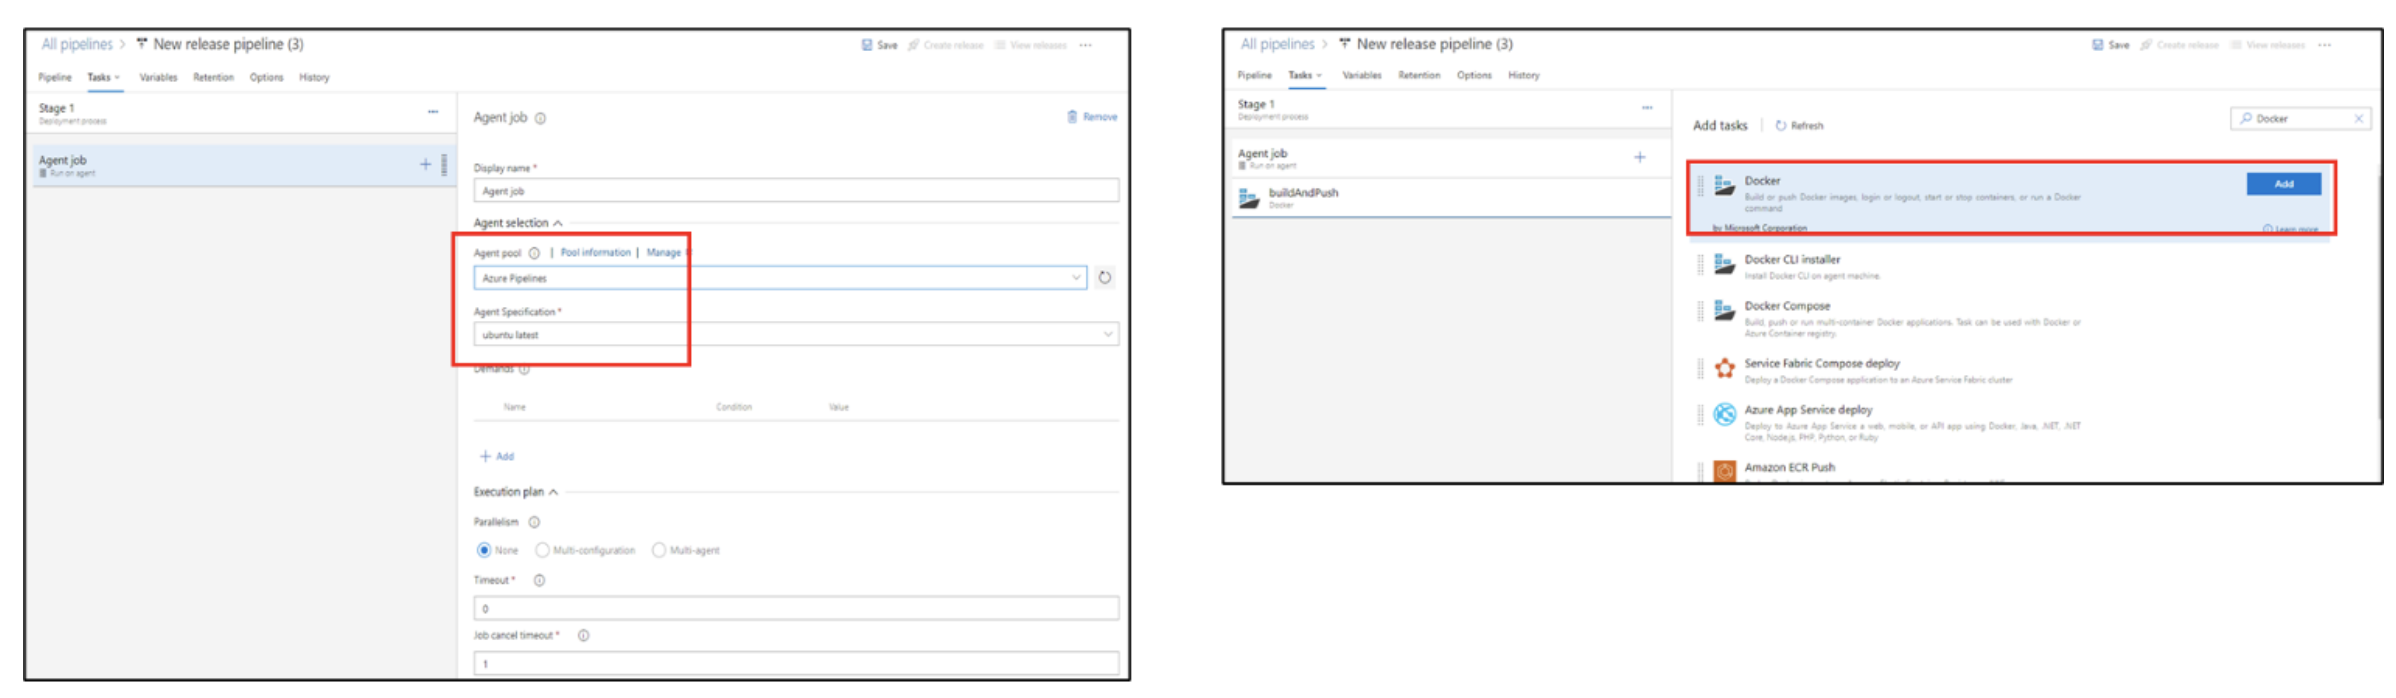 All pipelines > New release pipeline (3)
Save Create release View releases ...
Pipeline Tasks Variables Retention Options History
Stage 1
Deployment process
...
Agent job
Run on agent
Agent job
Remove
Display name *
Agent job
Agent selection
Agent pool | Pool information | Manage
Azure Pipelines
Agent Specification *
ubuntu latest
Demands
Name Condition Value
+ Add
Execution plan
Parallelism
None Multi-configuration Multi-agent
Timeout *
0
Job cancel timeout *
1
All pipelines > New release pipeline (3)
Save Create release View releases ...
Pipeline Tasks Variables Retention Options History
Stage 1
Deployment process
...
Agent job
Run on agent
buildAndPush
Docker
Add tasks | Refresh
Docker
Docker
Add
Build or push Docker images, login or logout, start or stop containers, or run a Docker
command
by Microsoft Corporation
Learn more
Docker CLI installer
Install Docker CLI on agent machine.
Docker Compose
Build, push or run multi-container Docker applications. Task can be used with Docker or
Azure Container registry.
Service Fabric Compose deploy
Deploy a Docker Compose application to an Azure Service Fabric cluster
Azure App Service deploy
Deploy to Azure App Service a web, mobile, or API app using Docker, Java, .NET, .NET
Core, Node.js, PHP, Python, or Ruby
Amazon ECR Push